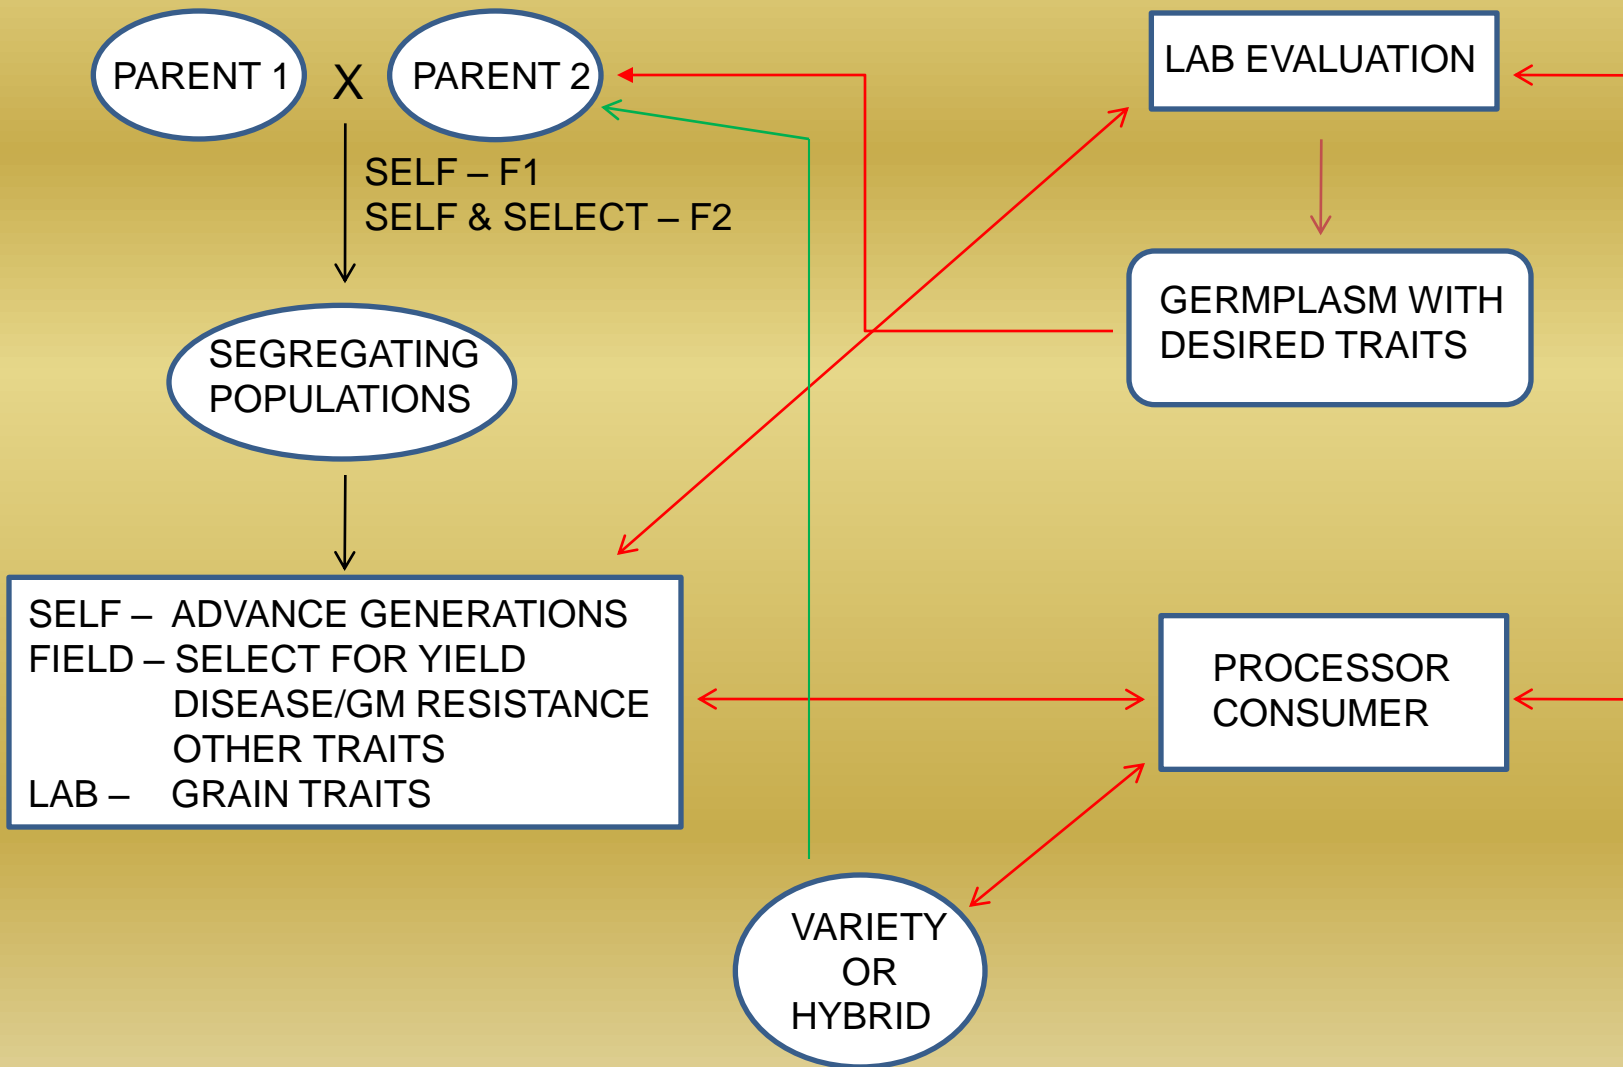 PARENT 1
X
PARENT 2
SELF – F1
SELF & SELECT – F2
SEGREGATING
POPULATIONS
SELF – ADVANCE GENERATIONS
FIELD – SELECT FOR YIELD
DISEASE/GM RESISTANCE
OTHER TRAITS
LAB – GRAIN TRAITS
LAB EVALUATION
GERMPLASM WITH
DESIRED TRAITS
PROCESSOR
CONSUMER
VARIETY
OR
HYBRID